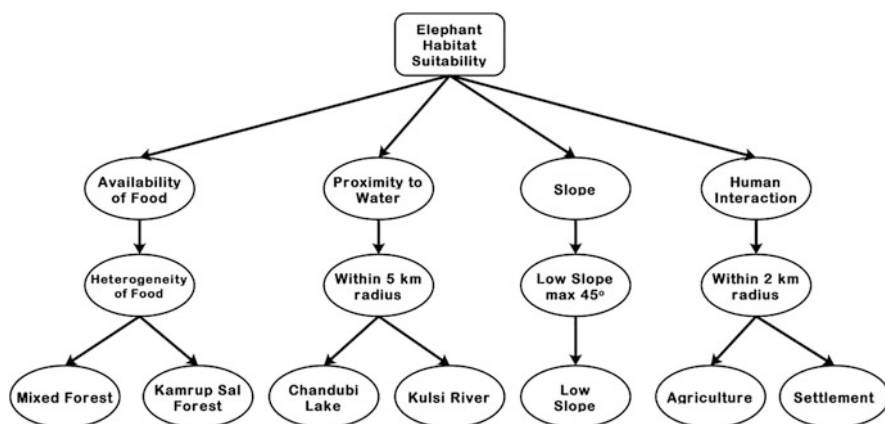 Elephant
Habitat
Suitability
Availability
of Food
Proximity to
Water
Slope
Human
Interaction
Heterogeneity
of Food
Within 5 km
radius
Low Slope
max 45°
Within 2 km
radius
Mixed Forest
Kamrup Sal
Forest
Chandubi
Lake
Kulsi River
Low
Slope
Agriculture
Settlement